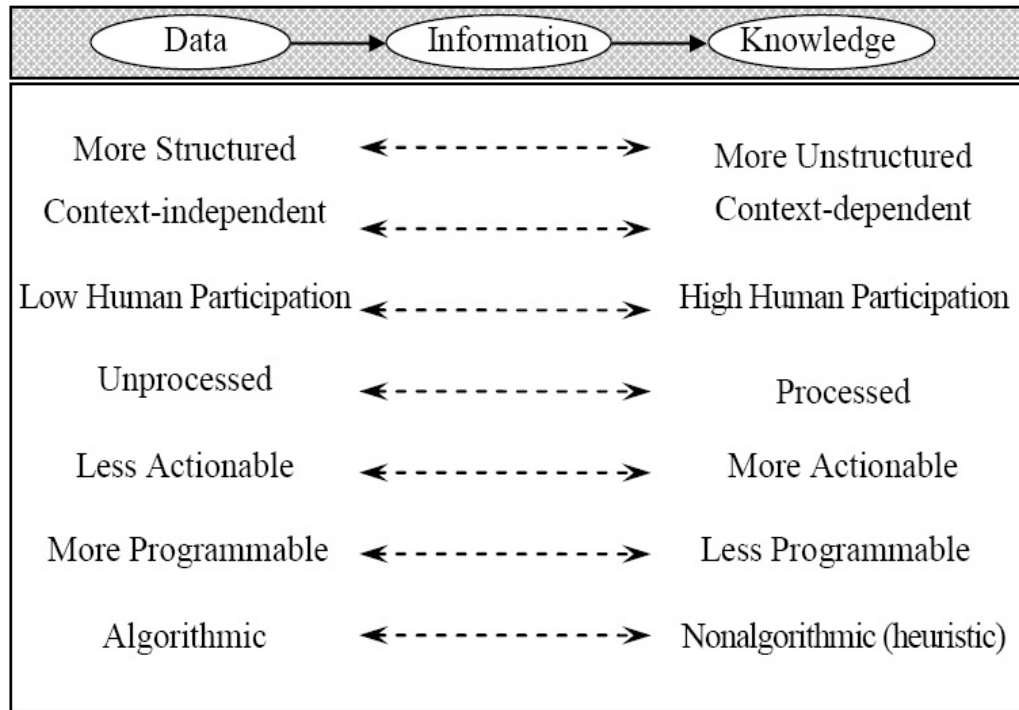 Data Information Knowledge
More Structured More Unstructured
Context-independent Context-dependent
Low Human Participation High Human Participation
Unprocessed Processed
Less Actionable More Actionable
More Programmable Less Programmable
Algorithmic Nonalgorithmic (heuristic)